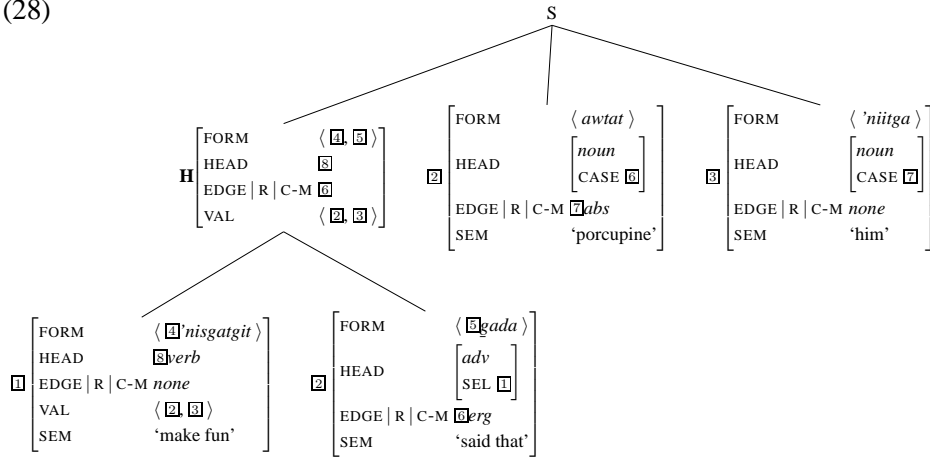 (28)
S
H [FORM ⟨ 4, 5 ⟩
HEAD 8
EDGE | R | C-M 6
VAL ⟨ 2, 3 ⟩]
2 [FORM ⟨ awtat ⟩
HEAD [noun
CASE 6]
EDGE | R | C-M 7abs
SEM ‘porcupine’]
3 [FORM ⟨ ’niitga ⟩
HEAD [noun
CASE 7]
EDGE | R | C-M none
SEM ‘him’]
1 [FORM ⟨ 4’nisgatgit ⟩
HEAD 8verb
EDGE | R | C-M none
VAL ⟨ 2, 3 ⟩
SEM ‘make fun’]
2 [FORM ⟨ 5g̲ada ⟩
HEAD [adv
SEL 1]
EDGE | R | C-M 6erg
SEM ‘said that’]